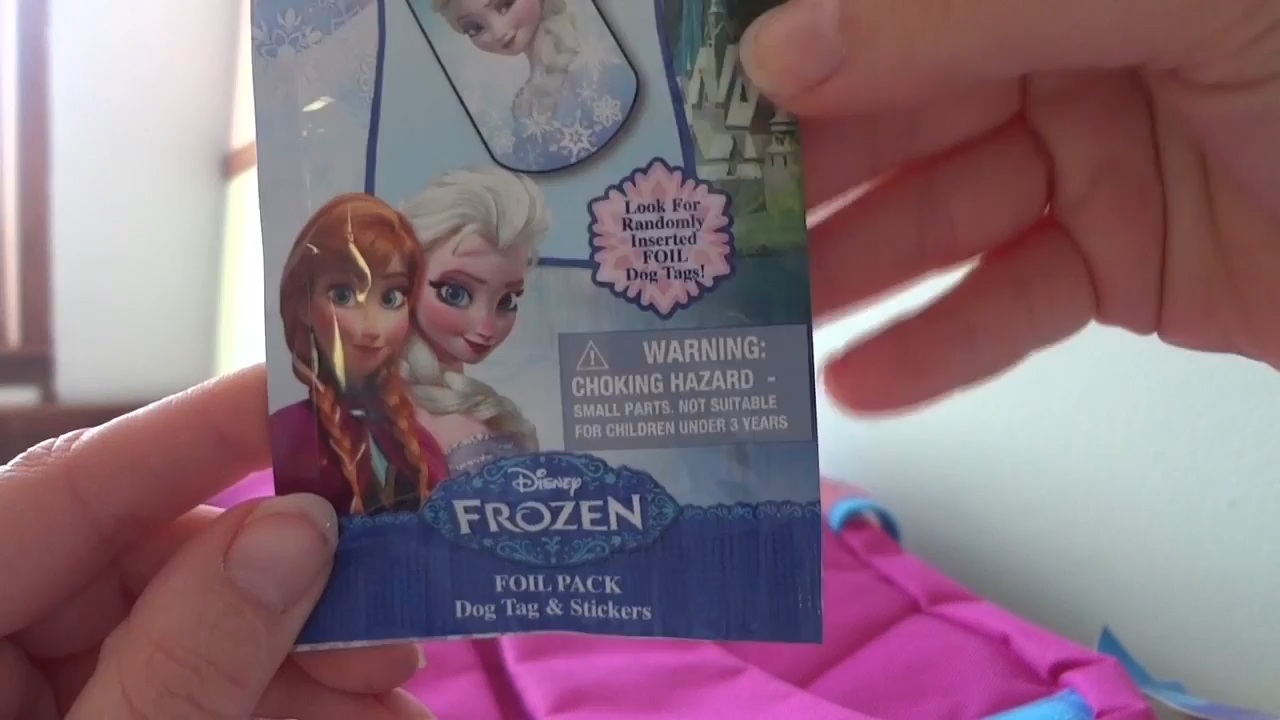 Look For
Randomly
Inserted
FOIL
Dog Tags!
WARNING:
CHOKING HAZARD -
SMALL PARTS. NOT SUITABLE
FOR CHILDREN UNDER 3 YEARS
Disney
FROZEN
FOIL PACK
Dog Tag & Stickers